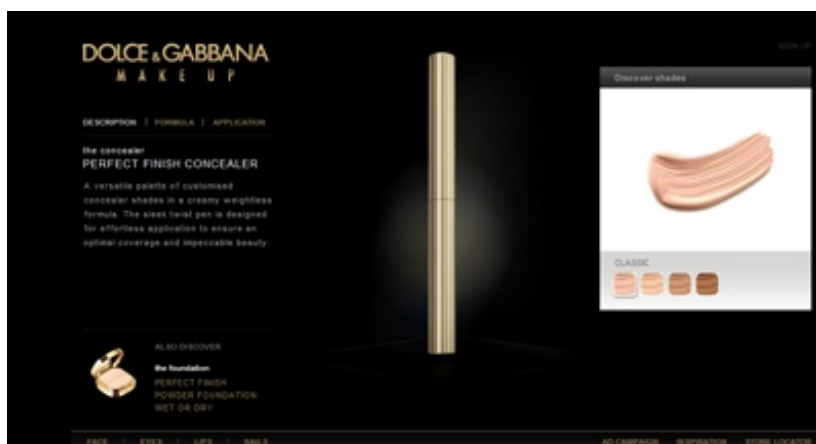 DOLCE & GABBANA
MAKE UP
SIGN UP
DESCRIPTION | FORMULA | APPLICATION
the concealer
PERFECT FINISH CONCEALER
A versatile palette of customised
concealer shades in a creamy weightless
formula. The sleek twist pen is designed
for effortless application to ensure an
optimal coverage and impeccable beauty.
Discover shades
CLASSIC
ALSO DISCOVER
the foundation
PERFECT FINISH
POWDER FOUNDATION
WET OR DRY
FACE | EYES | LIPS | NAILS
AD CAMPAIGN INSPIRATION STORE LOCATOR